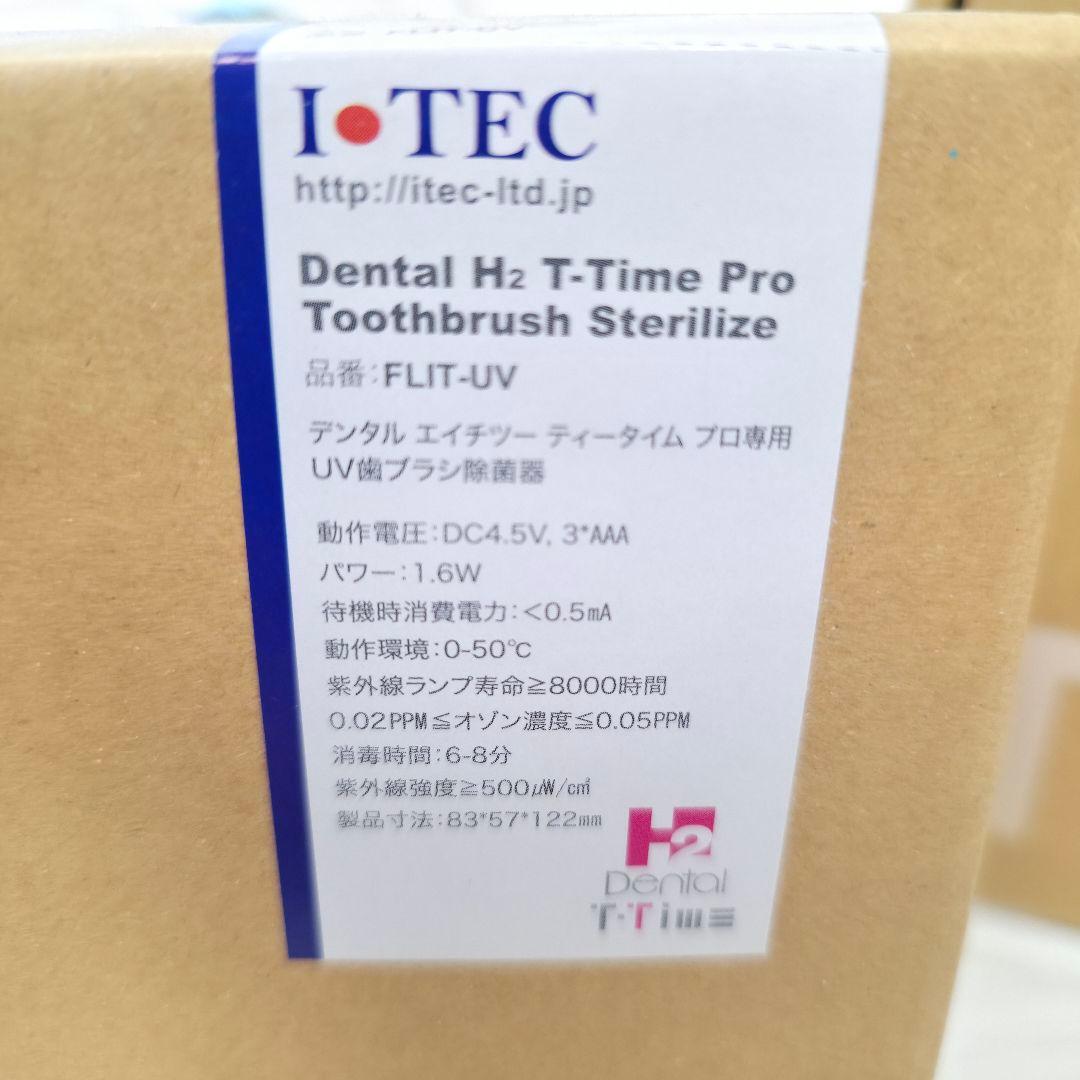 I•TEC
http://itec-ltd.jp
Dental H₂ T-Time Pro
Toothbrush Sterilize
品番:FLIT-UV
デンタル エイチツー ティータイム プロ専用
UV歯ブラシ除菌器
動作電圧:DC4.5V, 3*AAA
パワー:1.6W
待機時消費電力:<0.5mA
動作環境:0-50℃
紫外線ランプ寿命≧8000時間
0.02PPM≦オゾン濃度≦0.05PPM
消毒時間:6-8分
紫外線強度≧500μW/c㎡
製品寸法:83*57*122mm
H2
Dental
T-Time